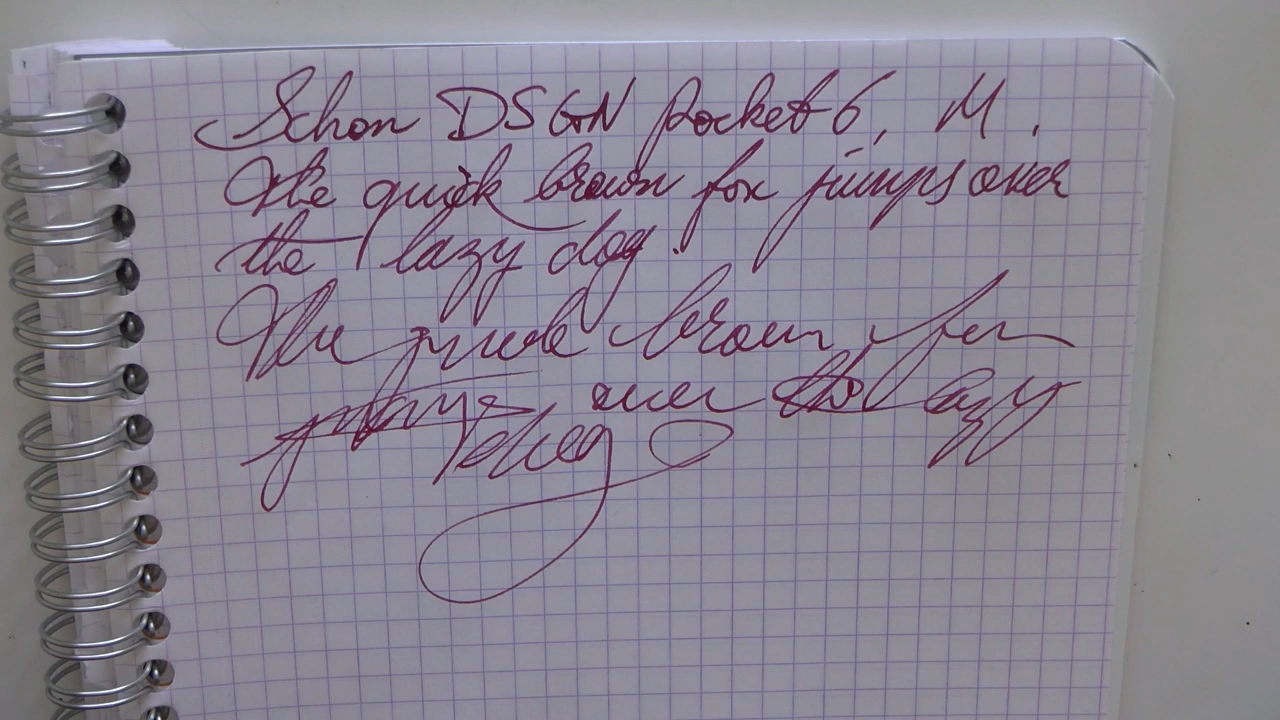 Schon DSGN Pocket 6, M.
The quick brown fox jumps over
the lazy dog.
The quick brown fox
jumps over the lazy
dog